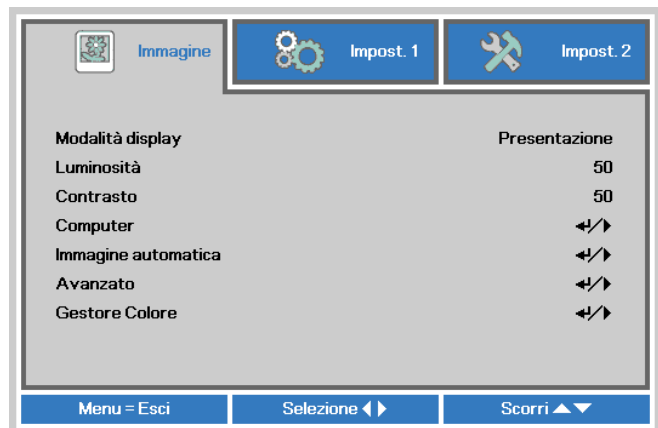 Immagine
Impost. 1
Impost. 2
Modalità display Presentazione
Luminosità 50
Contrasto 50
Computer ↵/▶
Immagine automatica ↵/▶
Avanzato ↵/▶
Gestore Colore ↵/▶
Menu = Esci
Selezione ◀▶
Scorri ▲▼